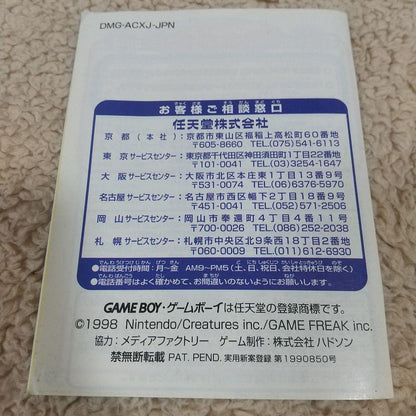 DMG-ACXJ-JPN
お客様ご相談窓口
任天堂株式会社
京都(本社):京都市東山区福稲上高松町60番地
〒605-8660 TEL.(075)541-6113
東京サービスセンター:東京都千代田区神田須田町1丁目22番地
〒101-0041 TEL.(03)3254-1647
大阪サービスセンター:大阪市北区本庄東1丁目13番9号
〒531-0074 TEL.(06)6376-5970
名古屋サービスセンター:名古屋市西区幅下2丁目18番9号
〒451-0041 TEL.(052)571-2506
岡山サービスセンター:岡山市奉還町4丁目4番11号
〒700-0026 TEL.(086)252-2038
札幌サービスセンター:札幌市中央区北9条西18丁目2番地
〒060-0009 TEL.(011)612-6930
●電話受付時間:月~金 AM9~PM5(土、日、祝日、会社特休日を除く)
●電話番号はよく確かめて、お間違いのないようにお願いします。
GAME BOY・ゲームボーイは任天堂の登録商標です。
©1998 Nintendo/Creatures inc./GAME FREAK inc.
協力:メディアファクトリー ゲーム制作:株式会社 ハドソン
禁無断転載 PAT. PEND. 実用新案登録 第1990850号